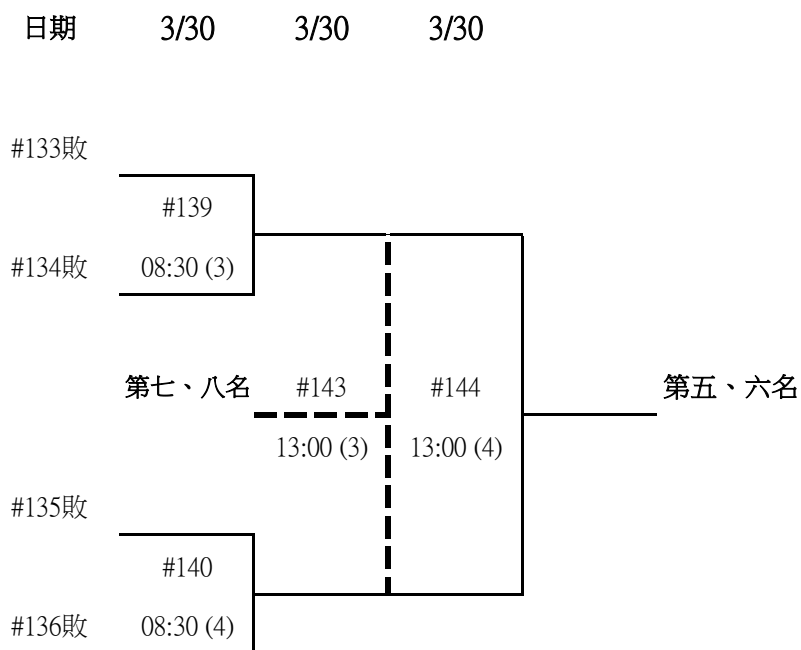 日期 3/30 3/30 3/30
#133敗
#139
#134敗 08:30 (3)
第七、八名 #143 #144 第五、六名
13:00 (3) 13:00 (4)
#135敗
#140
#136敗 08:30 (4)